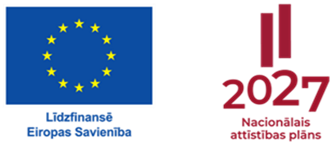 Līdzfinansē
Eiropas Savienība
2027
Nacionālais
attīstības plāns